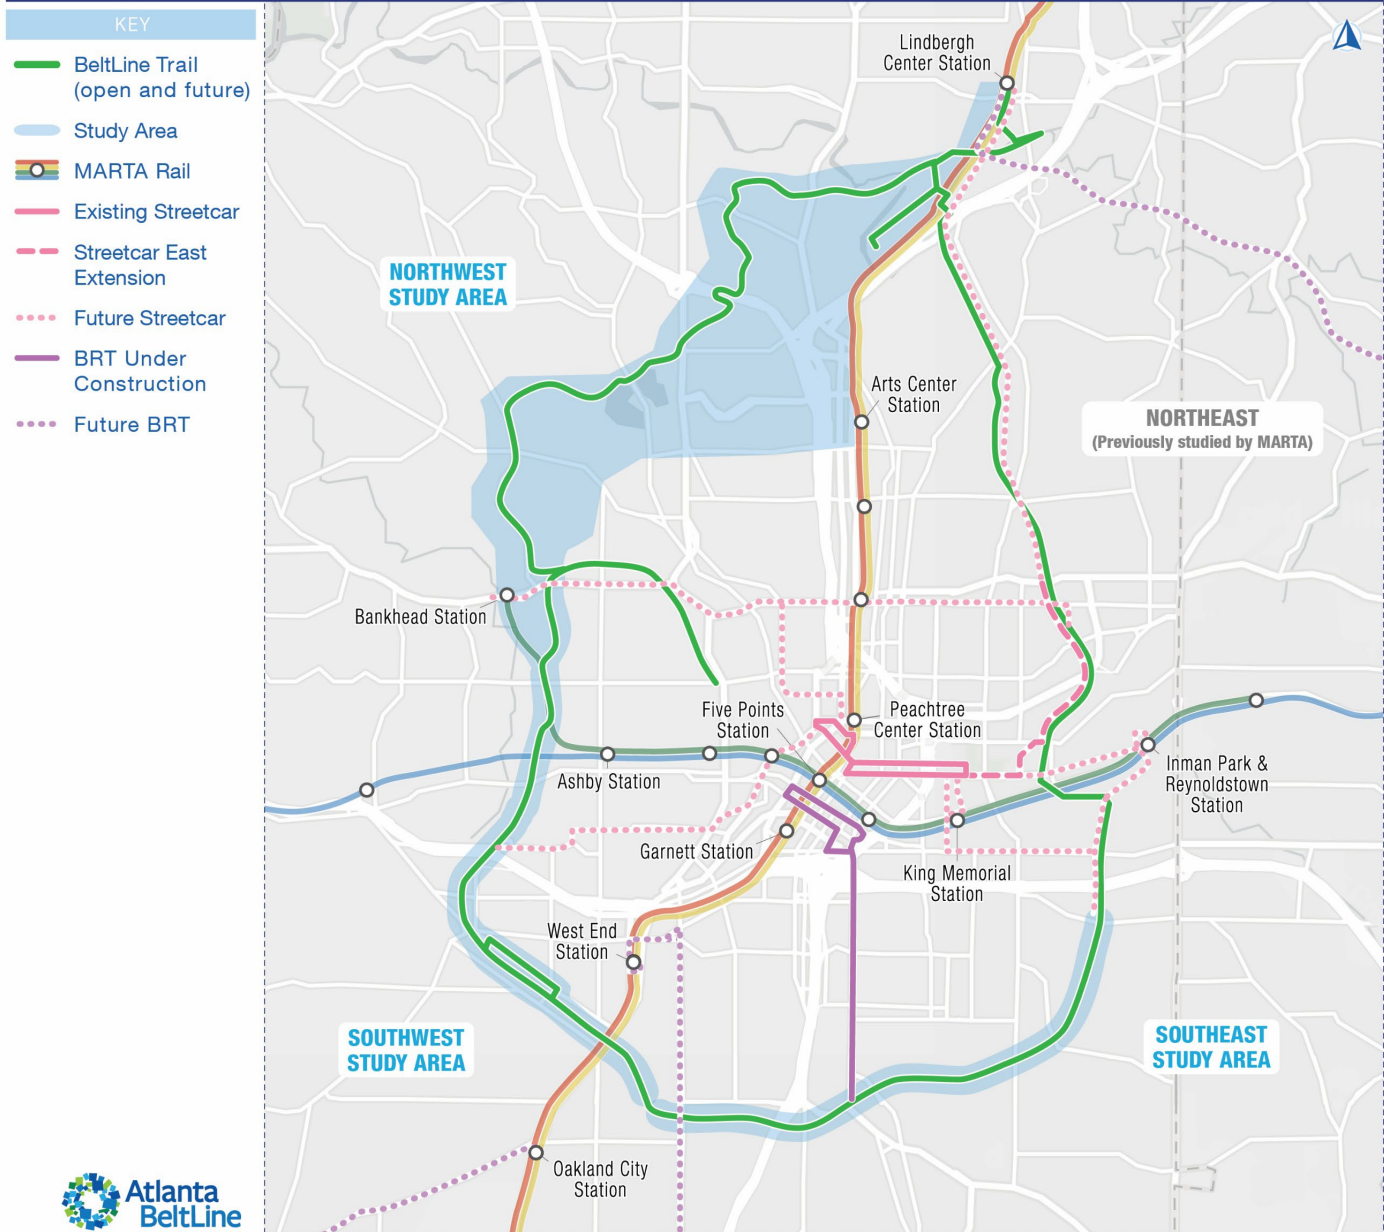 KEY
BeltLine Trail
(open and future)
Study Area
MARTA Rail
Existing Streetcar
Streetcar East
Extension
Future Streetcar
BRT Under
Construction
Future BRT
Lindbergh
Center Station
NORTHWEST
STUDY AREA
Arts Center
Station
NORTHEAST
(Previously studied by MARTA)
Bankhead Station
Five Points
Station
Peachtree
Center Station
Ashby Station
Inman Park &
Reynoldstown
Station
Garnett Station
King Memorial
Station
West End
Station
SOUTHWEST
STUDY AREA
SOUTHEAST
STUDY AREA
Oakland City
Station
Atlanta
BeltLine